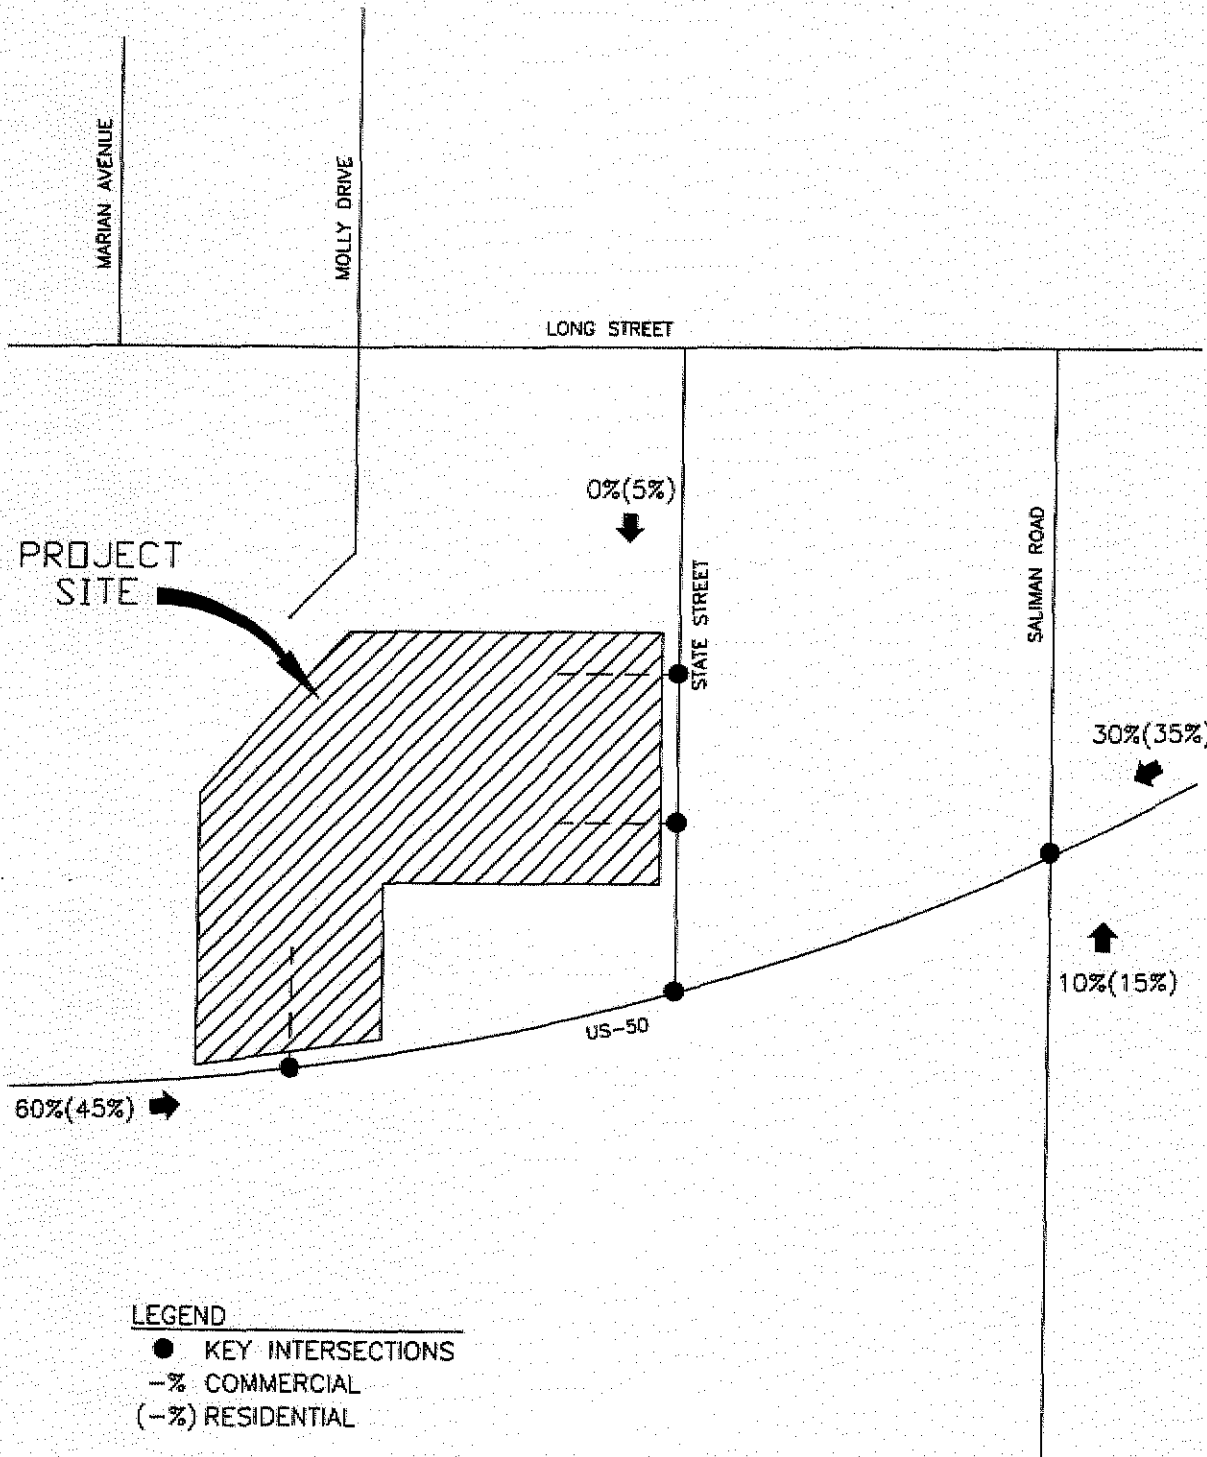 MARIAN AVENUE
MOLLY DRIVE
LONG STREET
0%(5%)
PROJECT
SITE
STATE STREET
SALIMAN ROAD
30%(35%)
10%(15%)
US-50
60%(45%)
LEGEND
KEY INTERSECTIONS
-% COMMERCIAL
(-%) RESIDENTIAL